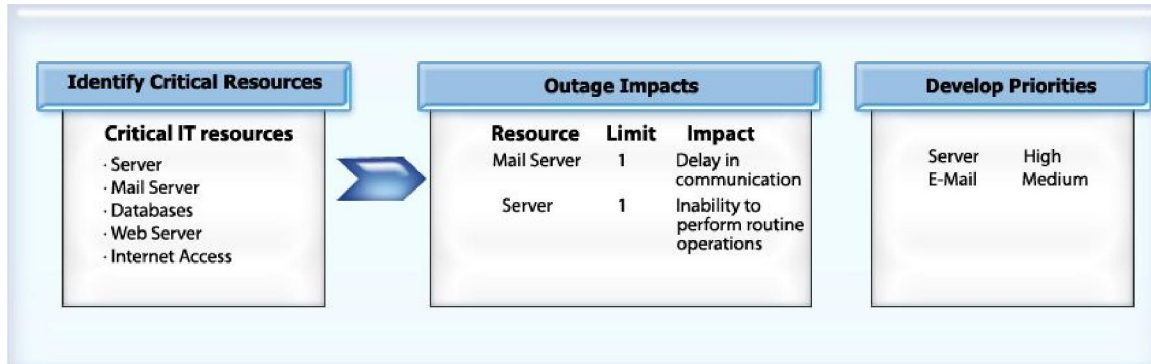 Identify Critical Resources
Critical IT resources
· Server
· Mail Server
· Databases
· Web Server
· Internet Access
Outage Impacts
Resource Limit Impact
Mail Server 1 Delay in
communication
Server 1 Inability to
perform routine
operations
Develop Priorities
Server High
E-Mail Medium